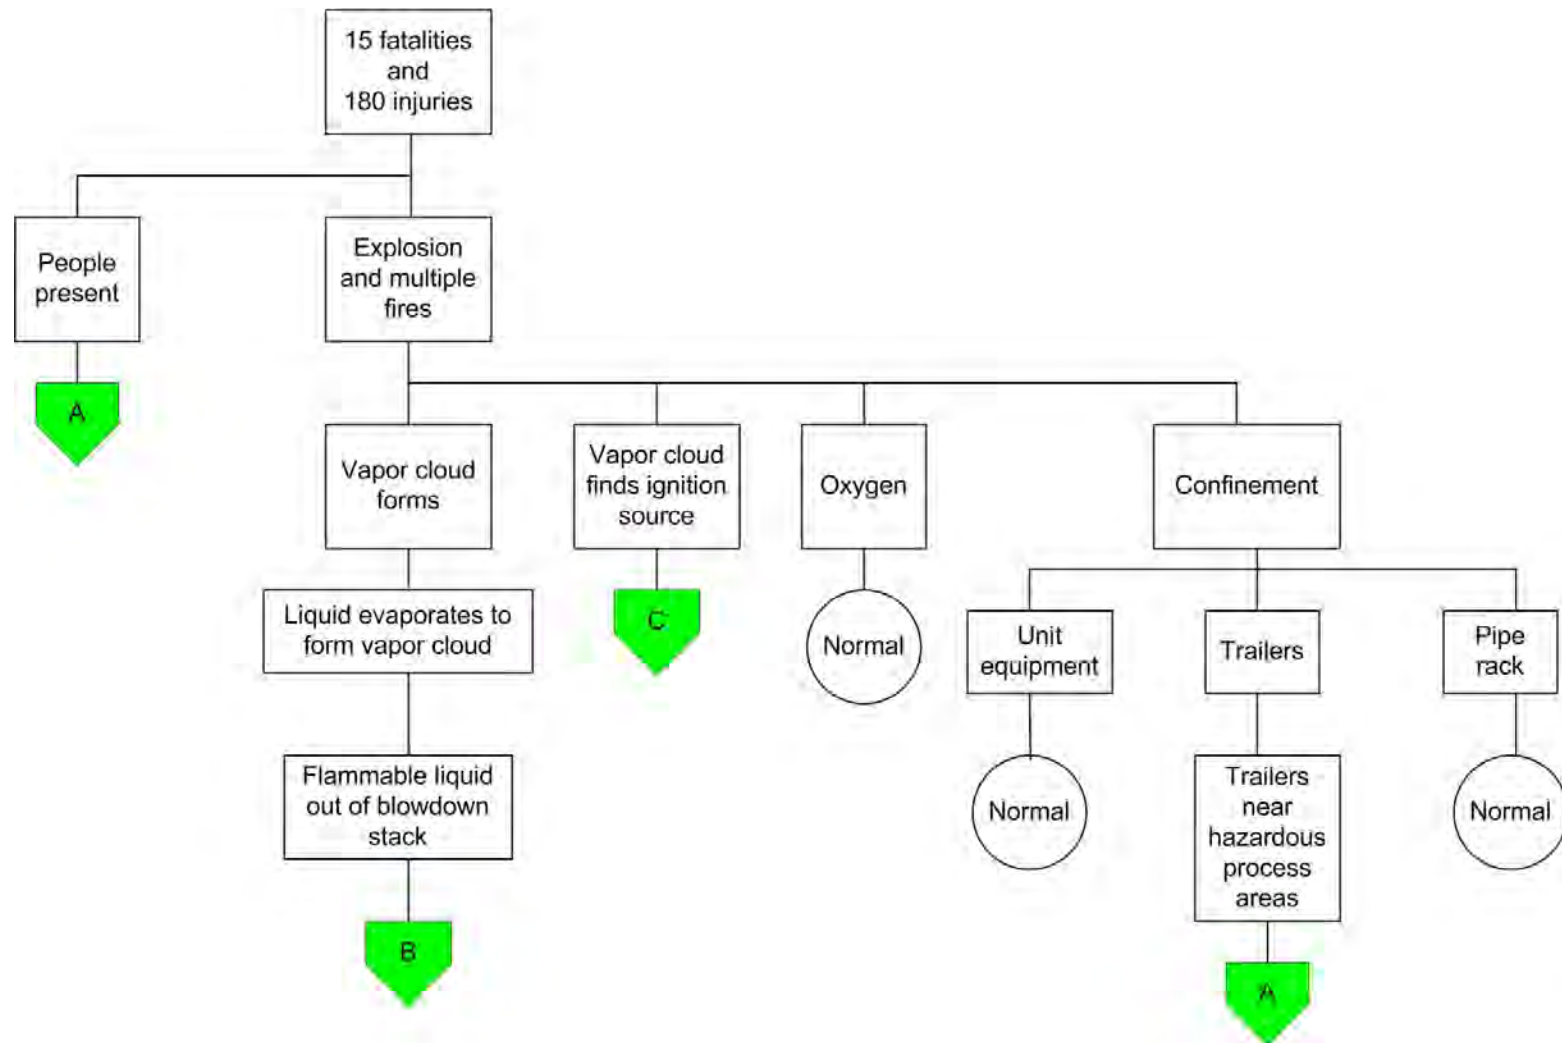 15 fatalities
and
180 injuries
People
present
Explosion
and multiple
fires
A
Vapor cloud
forms
Vapor cloud
finds ignition
source
Oxygen
Confinement
Liquid evaporates to
form vapor cloud
C
Normal
Unit
equipment
Trailers
Pipe
rack
Flammable liquid
out of blowdown
stack
Normal
Trailers
near
hazardous
process
areas
Normal
B
A